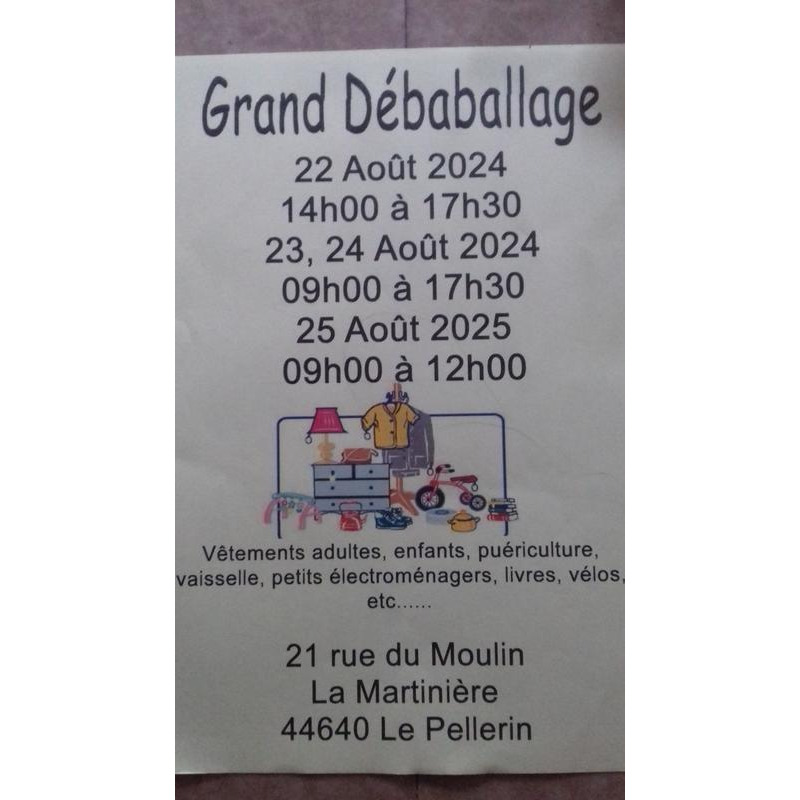 Grand Débaballage
22 Août 2024
14h00 à 17h30
23, 24 Août 2024
09h00 à 17h30
25 Août 2025
09h00 à 12h00
Vêtements adultes, enfants, puériculture,
vaisselle, petits électroménagers, livres, vélos,
etc......
21 rue du Moulin
La Martinière
44640 Le Pellerin